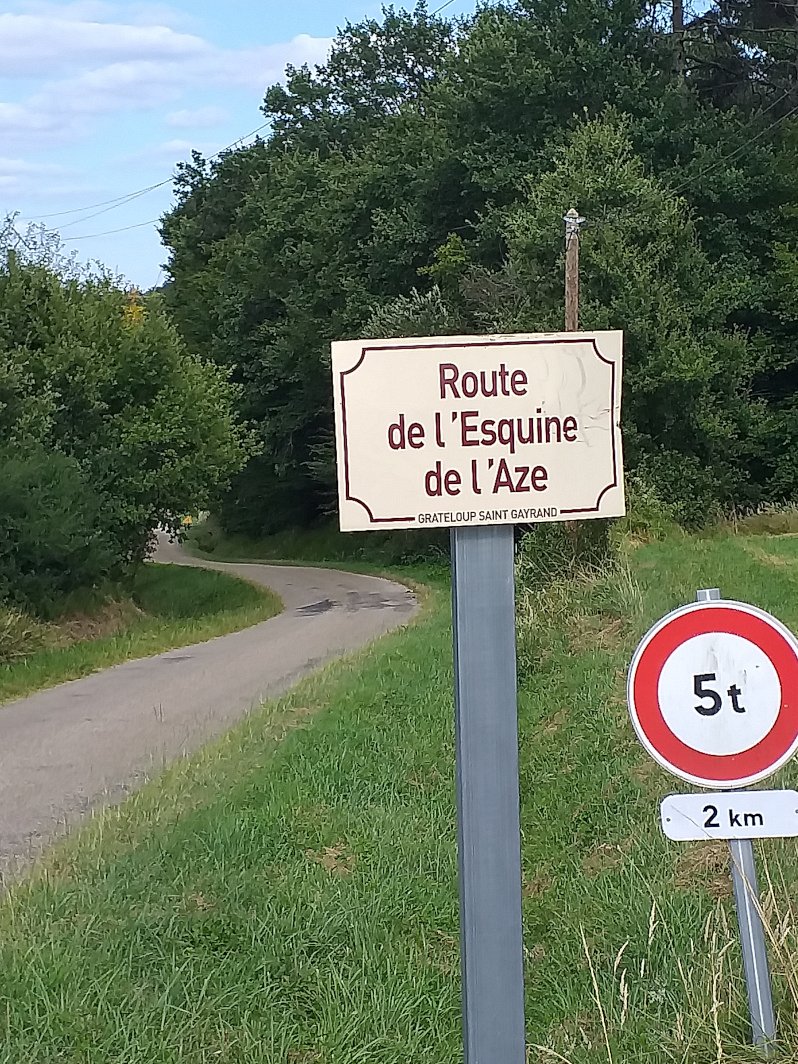 Route
de l'Esquine
de l'Aze
GRATELOUP SAINT GAYRAND
5t
2 km